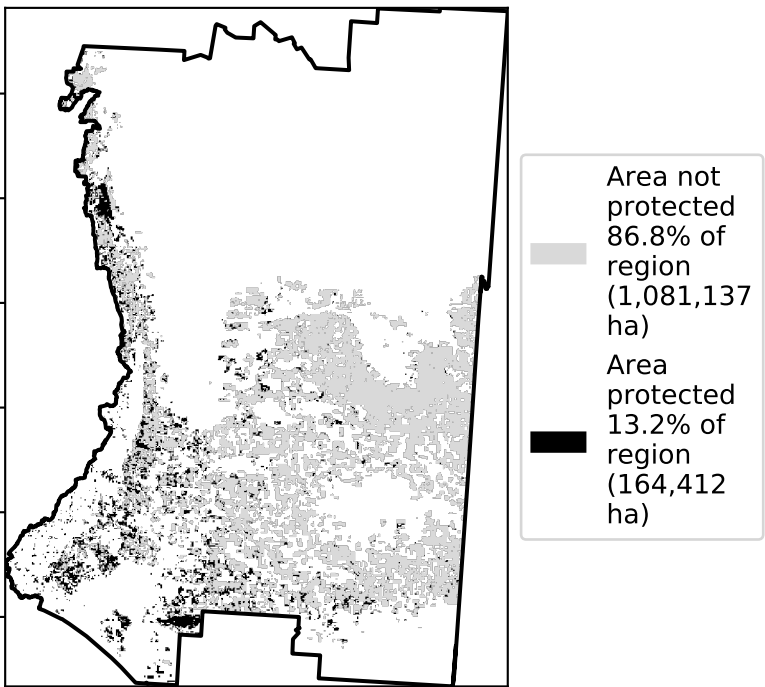 Area not
protected
86.8% of
region
(1,081,137
ha)
Area
protected
13.2% of
region
(164,412
ha)